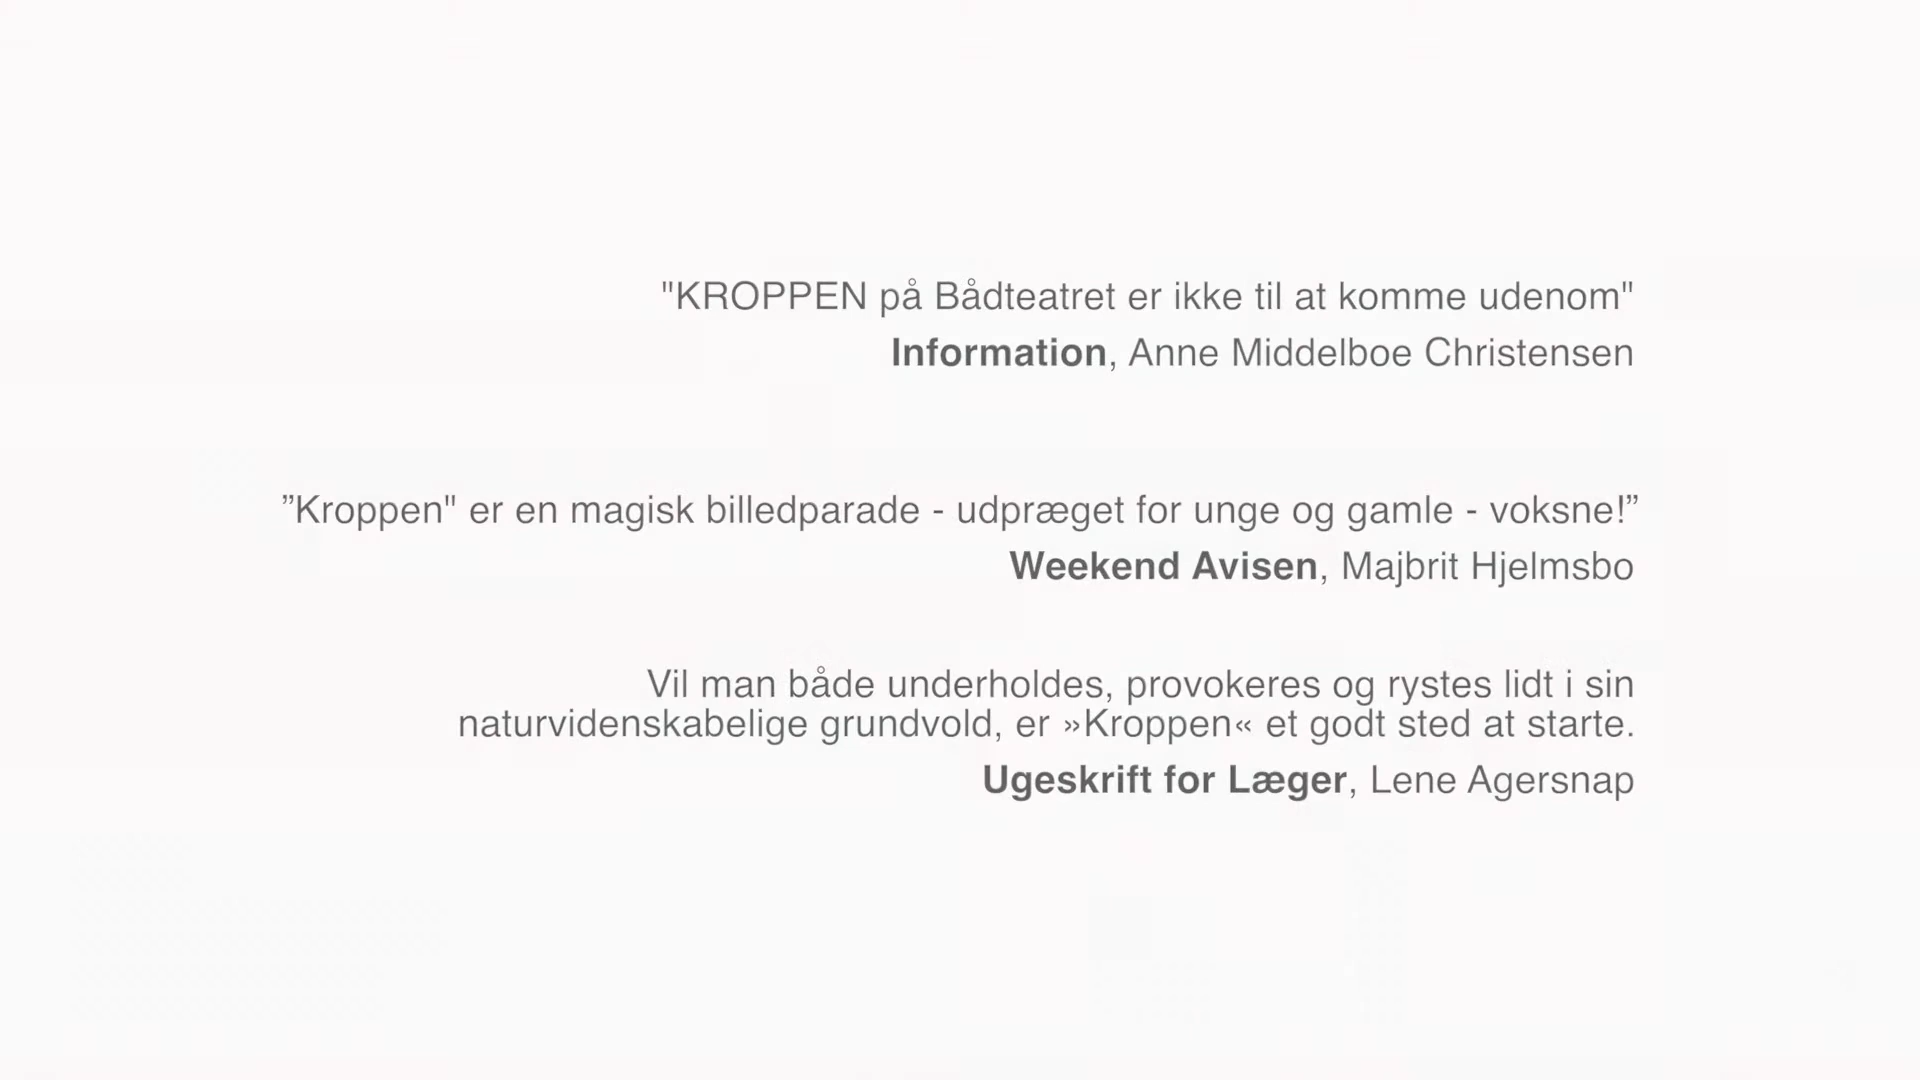 "KROPPEN på Bådteatret er ikke til at komme udenom"
Information, Anne Middelboe Christensen
”Kroppen" er en magisk billedparade - udpræget for unge og gamle - voksne!”
Weekend Avisen, Majbrit Hjelmsbo
Vil man både underholdes, provokeres og rystes lidt i sin
naturvidenskabelige grundvold, er »Kroppen« et godt sted at starte.
Ugeskrift for Læger, Lene Agersnap